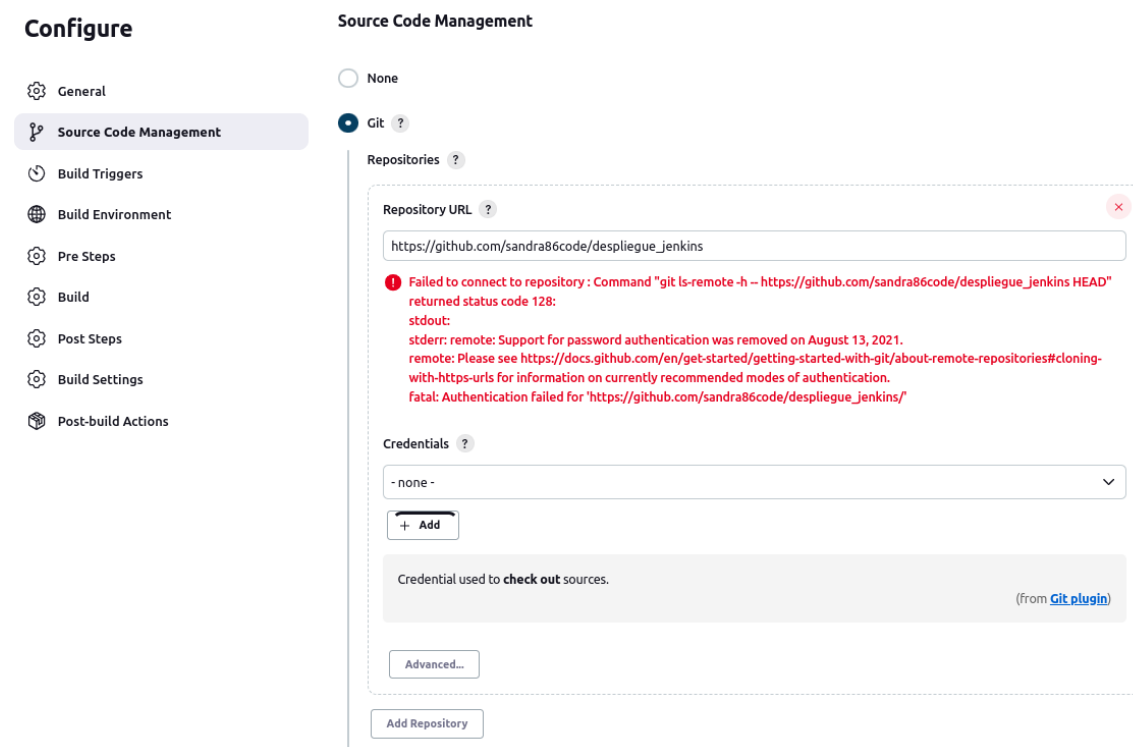 Configure
General
Source Code Management
Build Triggers
Build Environment
Pre Steps
Build
Post Steps
Build Settings
Post-build Actions
Source Code Management
None
Git ?
Repositories ?
Repository URL ?
https://github.com/sandra86code/despliegue_jenkins
Failed to connect to repository : Command "git ls-remote -h -- https://github.com/sandra86code/despliegue_jenkins HEAD"
returned status code 128:
stdout:
stderr: remote: Support for password authentication was removed on August 13, 2021.
remote: Please see https://docs.github.com/en/get-started/getting-started-with-git/about-remote-repositories#cloning-
with-https-urls for information on currently recommended modes of authentication.
fatal: Authentication failed for 'https://github.com/sandra86code/despliegue_jenkins/'
Credentials ?
- none -
+ Add
Credential used to check out sources.
(from Git plugin)
Advanced...
Add Repository